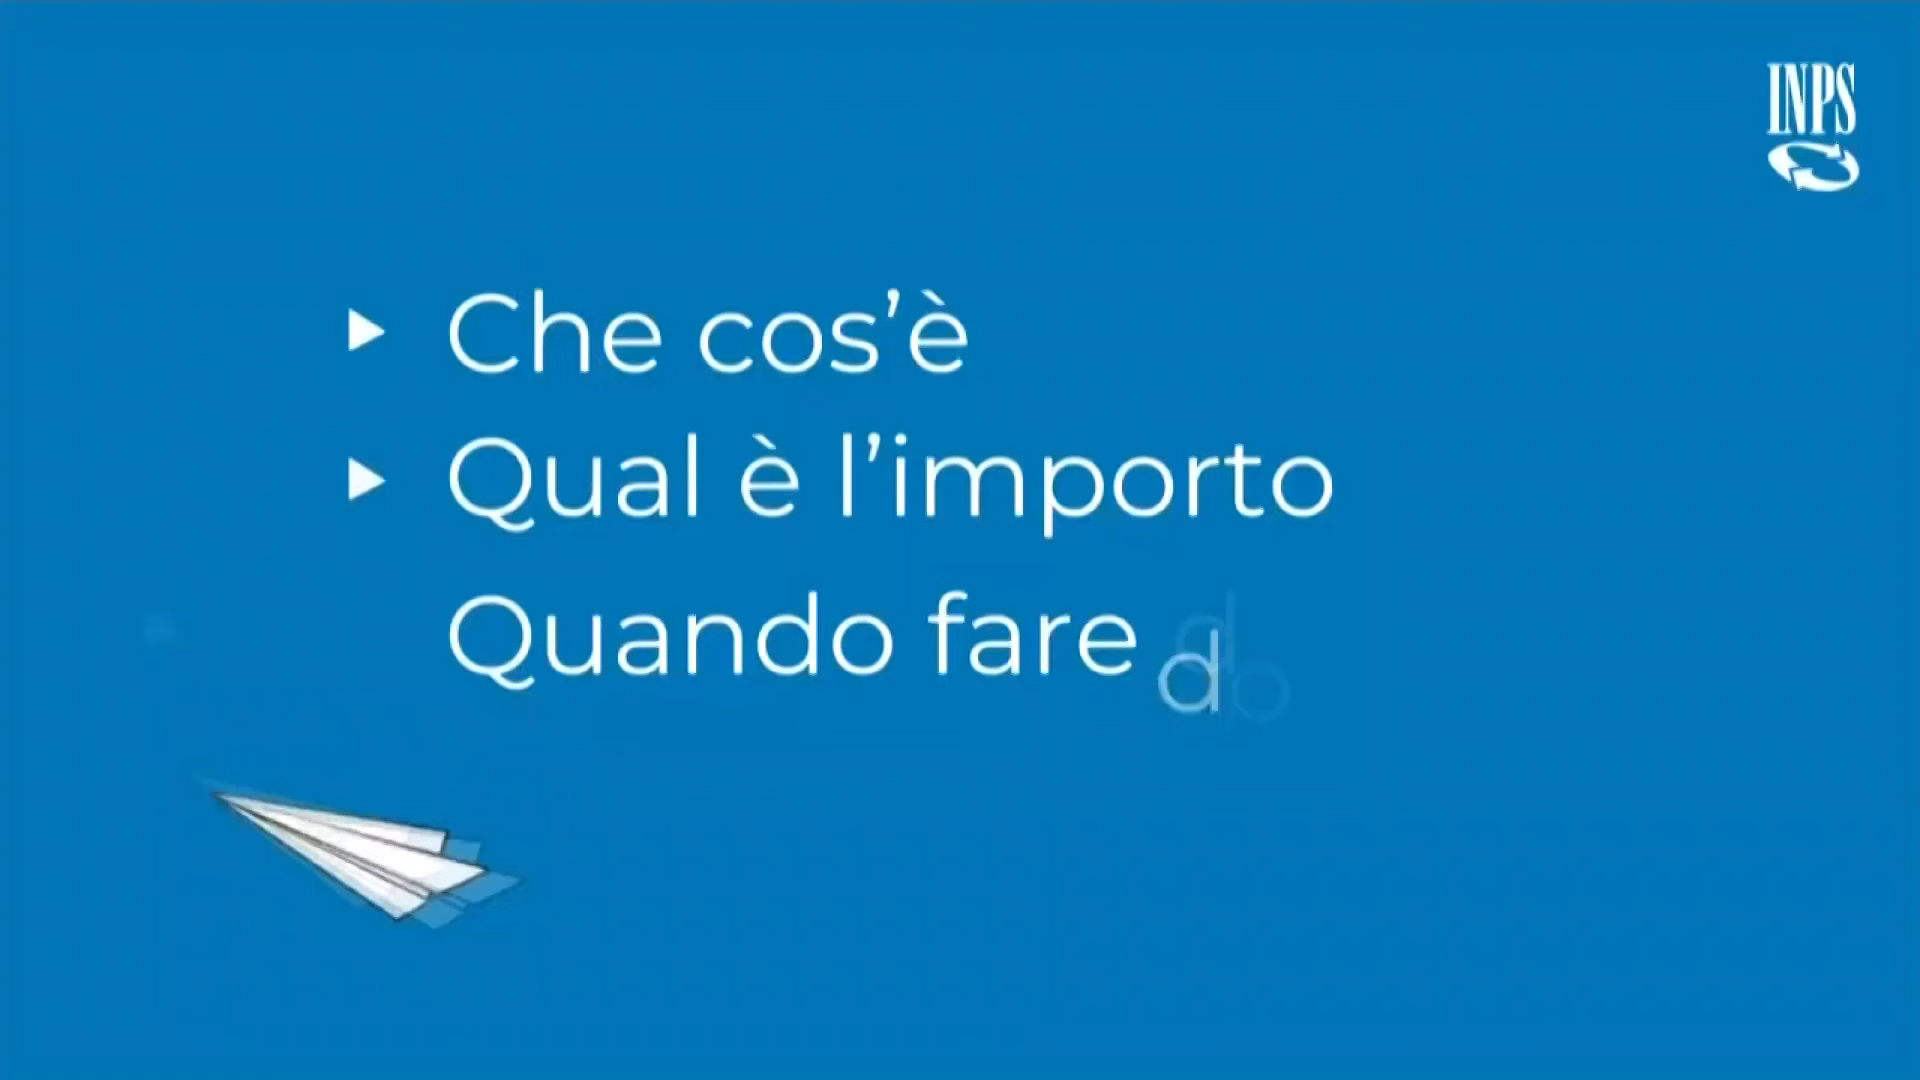 INPS
Che cos’è
Qual è l’importo
Quando fare